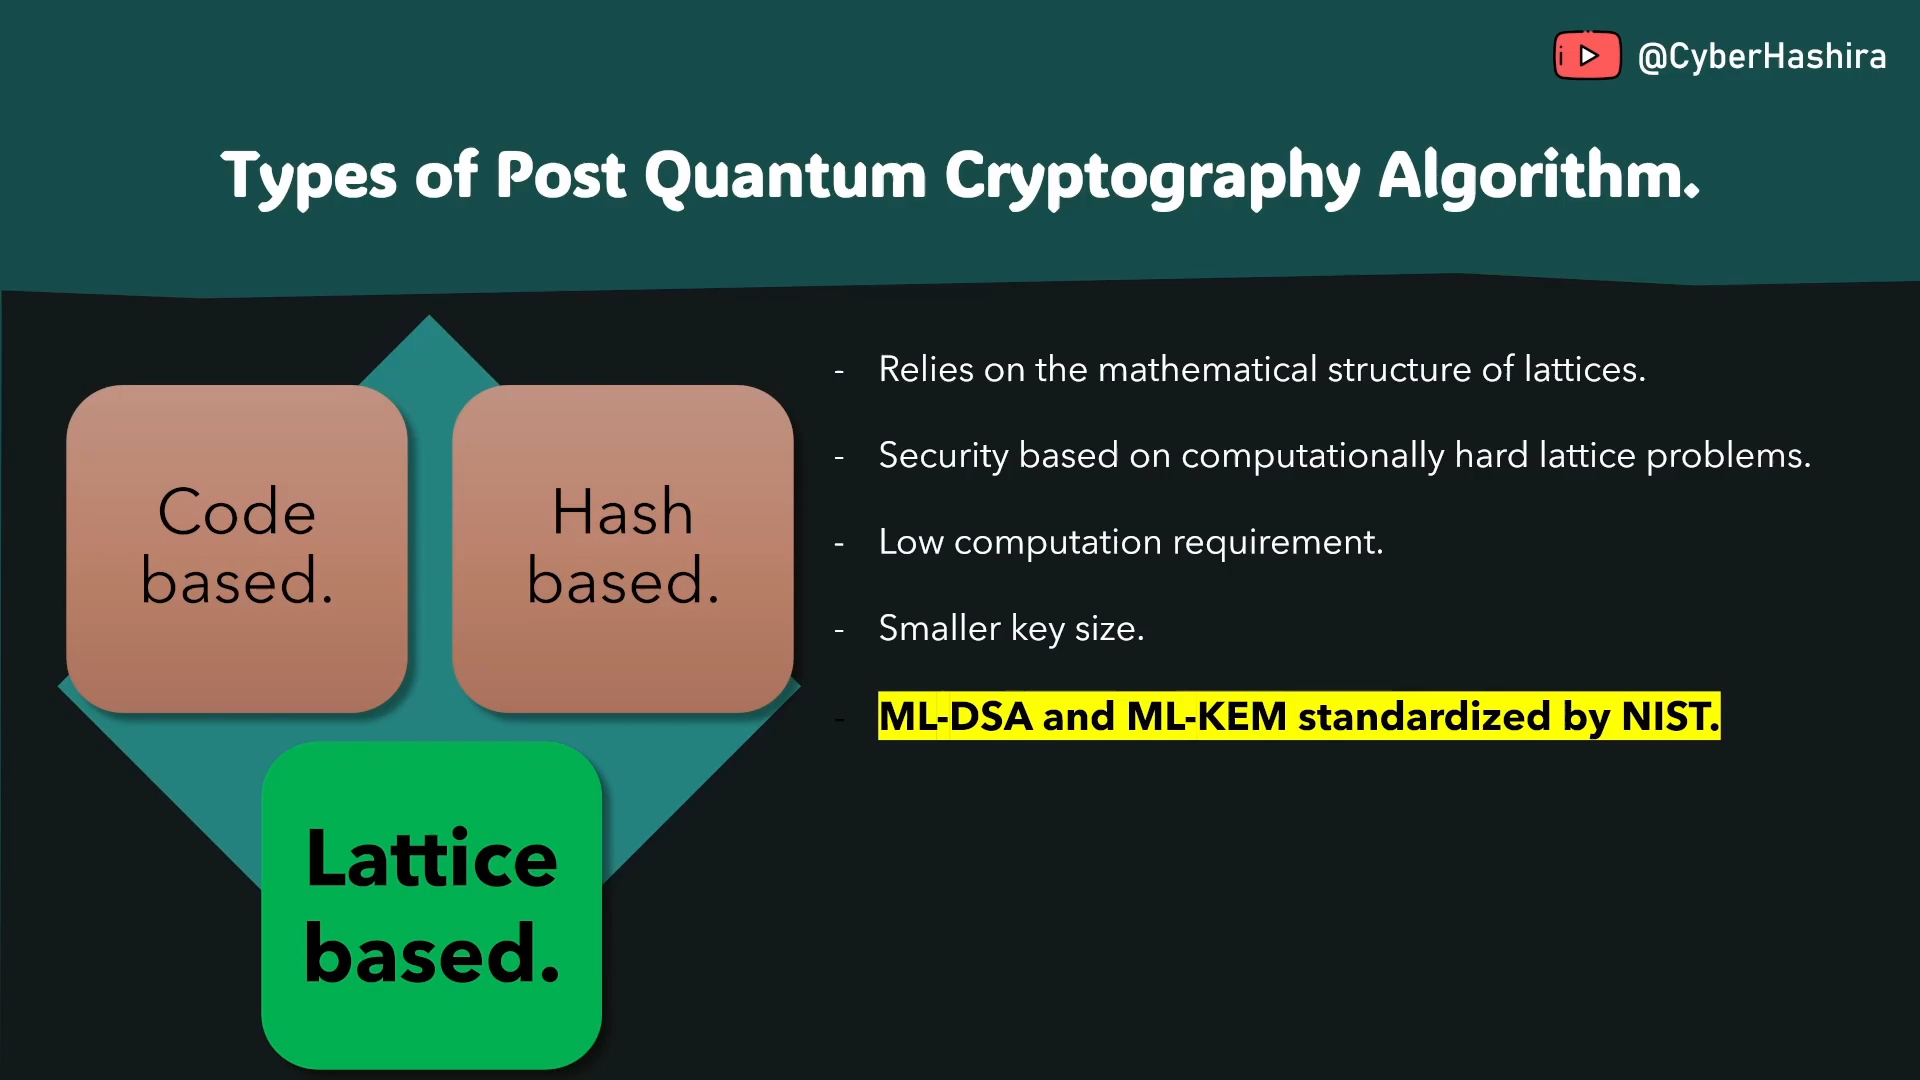 @CyberHashira
Types of Post Quantum Cryptography Algorithm.
Code
based.
Hash
based.
Lattice
based.
- Relies on the mathematical structure of lattices.
- Security based on computationally hard lattice problems.
- Low computation requirement.
- Smaller key size.
- ML-DSA and ML-KEM standardized by NIST.